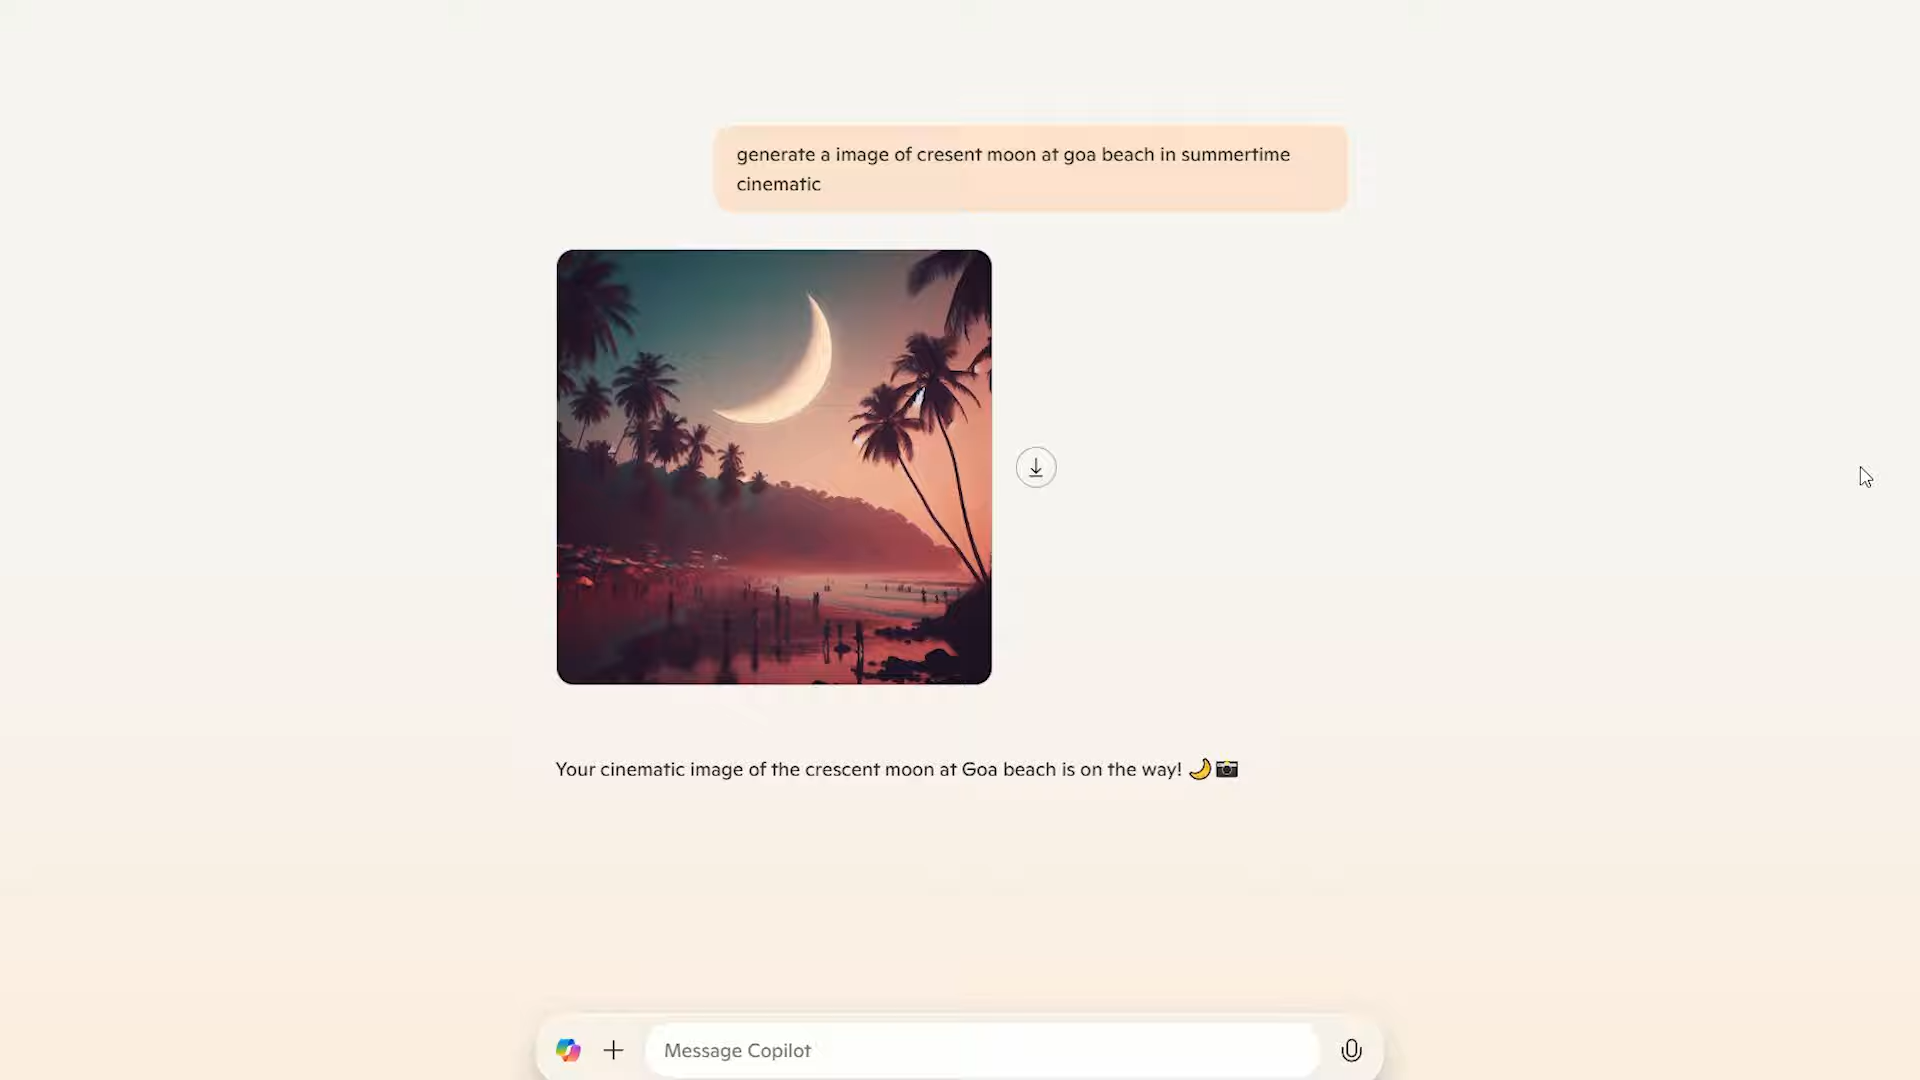 generate a image of cresent moon at goa beach in summertime
cinematic
Your cinematic image of the crescent moon at Goa beach is on the way! 🌙📸
Message Copilot